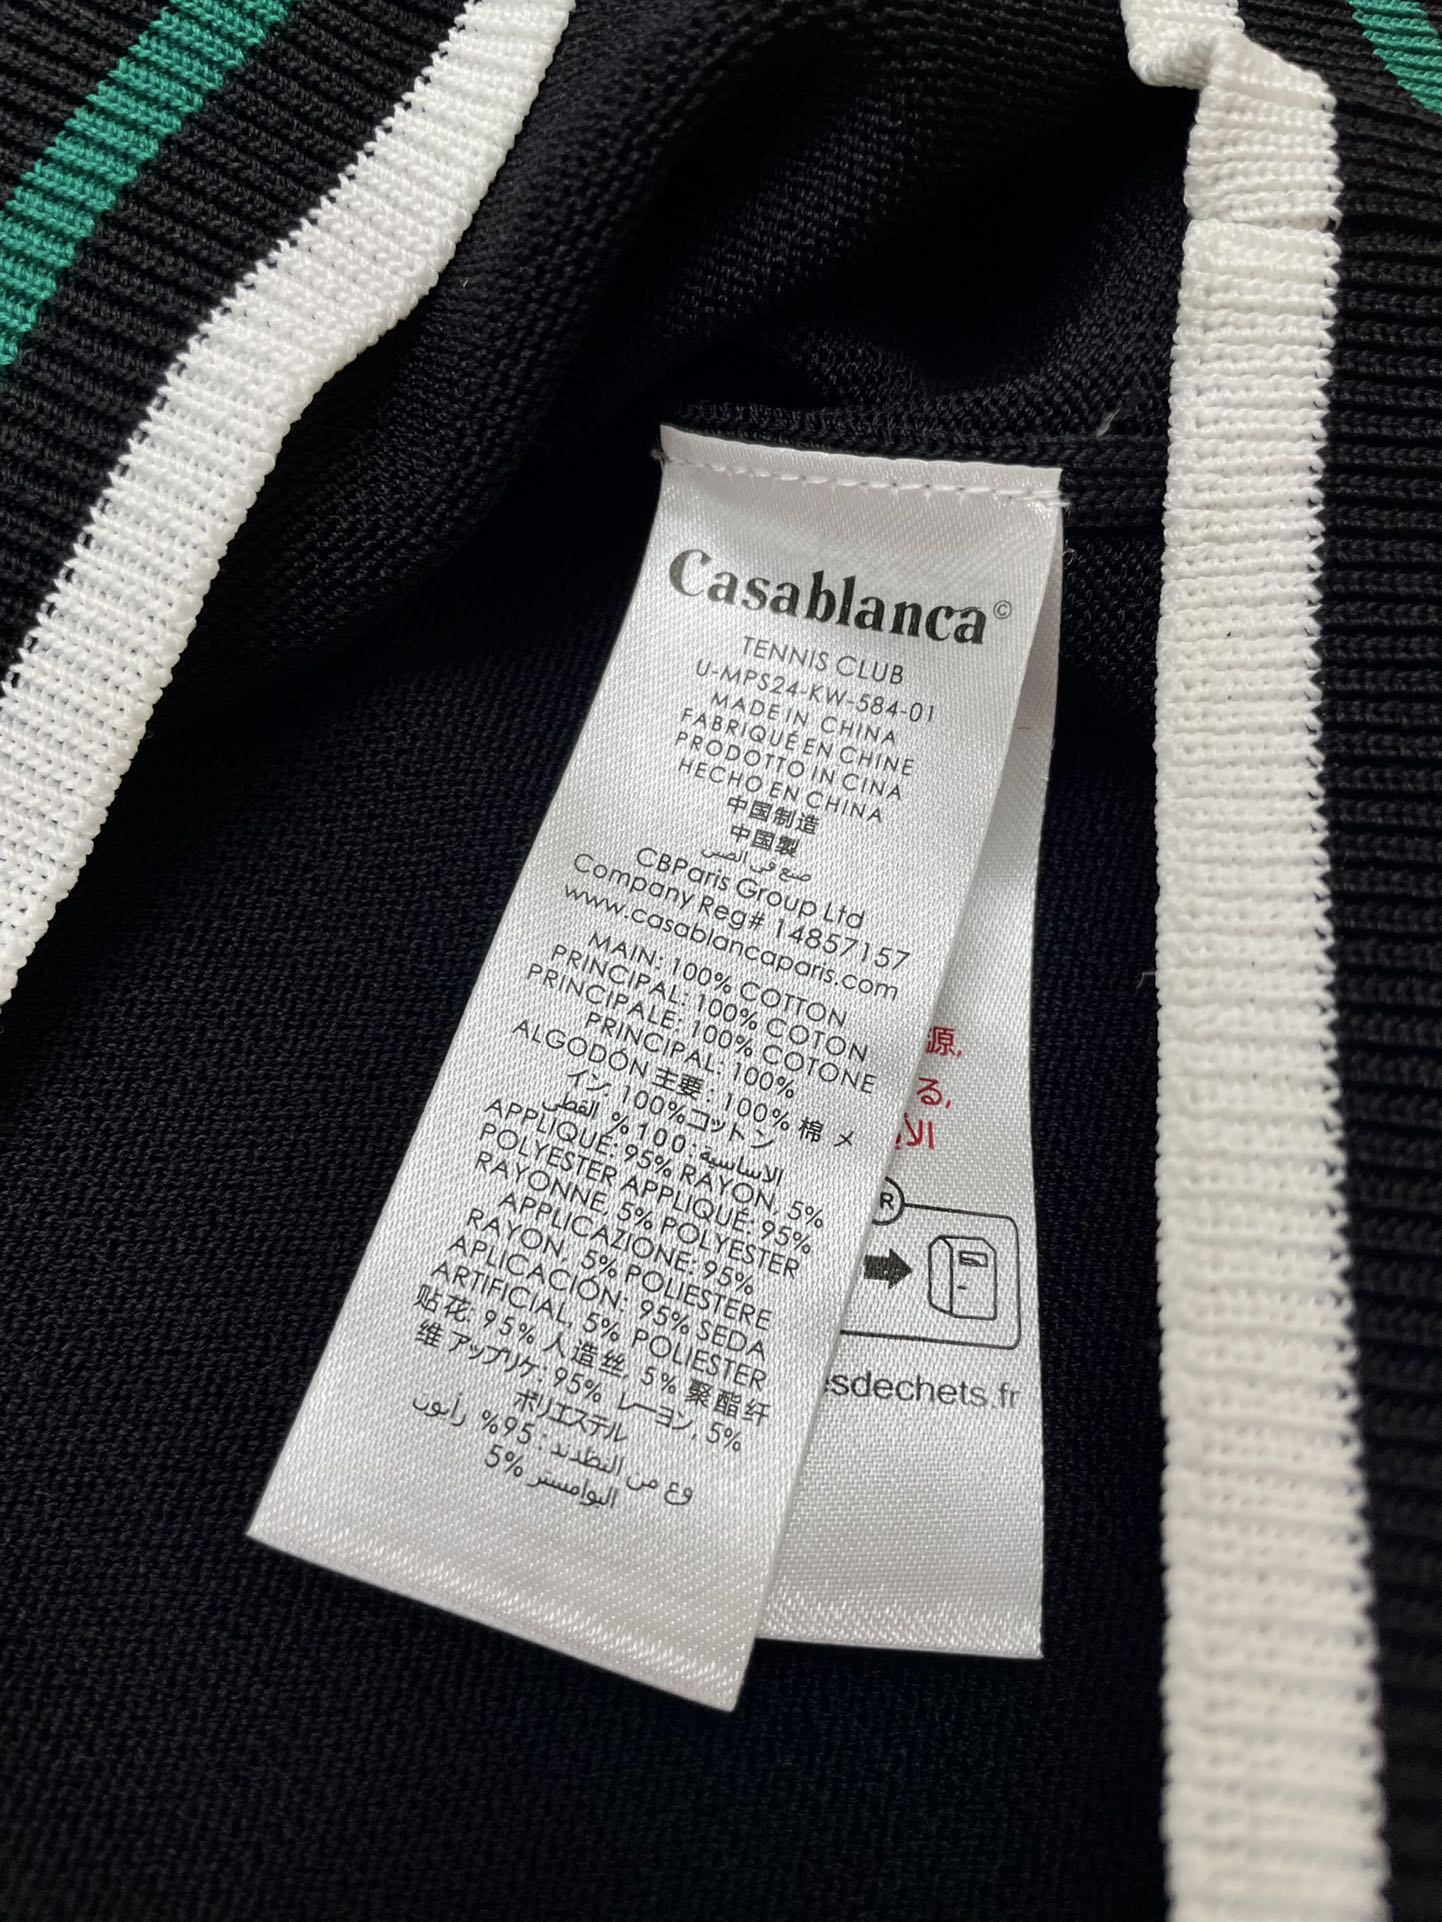 Casablanca©
TENNIS CLUB
U-MPS24-KW-584-01
MADE IN CHINA
FABRIQUÉ EN CHINE
PRODOTTO IN CINA
HECHO EN CHINA
中国制造
中国製
صنع في الصين
CBParis Group Ltd
Company Reg# 14857157
www.casablancaparis.com
MAIN: 100% COTTON
PRINCIPAL: 100% COTON
PRINCIPALE: 100% COTONE
PRINCIPAL: 100%
ALGODÓN 主要: 100% 棉 メ
イン: 100%コットン
الاساسية: 100% القطن
APPLIQUÉ: 95% RAYON, 5%
POLYESTER APPLIQUÉ: 95%
RAYONNE, 5% POLYESTER
APPLICAZIONE: 95%
RAYON, 5% POLIESTERE
APLICACIÓN: 95% SEDA
ARTIFICIAL, 5% POLIESTER
贴花: 95% 人造丝, 5% 聚酯纤
维 アップリケ: 95% レーヨン, 5%
ポリエステル
95% رايون
5%
源,
る,
R
esdechets.fr